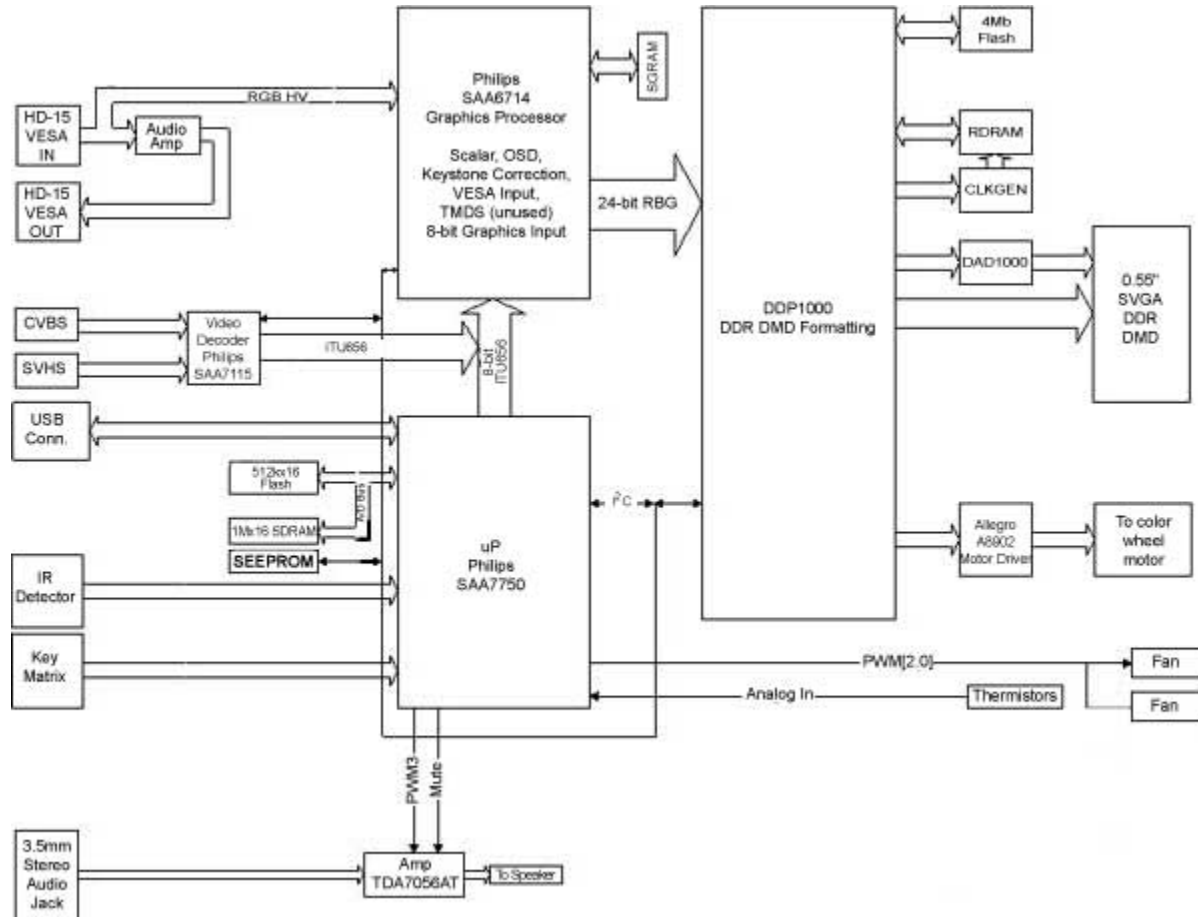 HD-15
VESA
IN
Audio
Amp
HD-15
VESA
OUT
RGB HV
Philips
SAA6714
Graphics Processor
Scalar, OSD,
Keystone Correction,
VESA Input,
TMDS (unused)
8-bit Graphics Input
SGRAM
24-bit RBG
DDP1000
DDR DMD Formatting
4Mb
Flash
RDRAM
CLKGEN
DAD1000
0.55"
SVGA
DDR
DMD
CVBS
SVHS
Video
Decoder
Philips
SAA7115
ITU656
8-bit
ITU656
USB
Conn.
512kx16
Flash
A/D Bus
1Mx16 SDRAM
SEEPROM
IR
Detector
Key
Matrix
uP
Philips
SAA7750
I²C
Allegro
A8902
Motor Driver
To color
wheel
motor
PWM[2.0]
Fan
Analog In
Thermistors
Fan
PWM3
Mute
3.5mm
Stereo
Audio
Jack
Amp
TDA7056AT
To Speaker